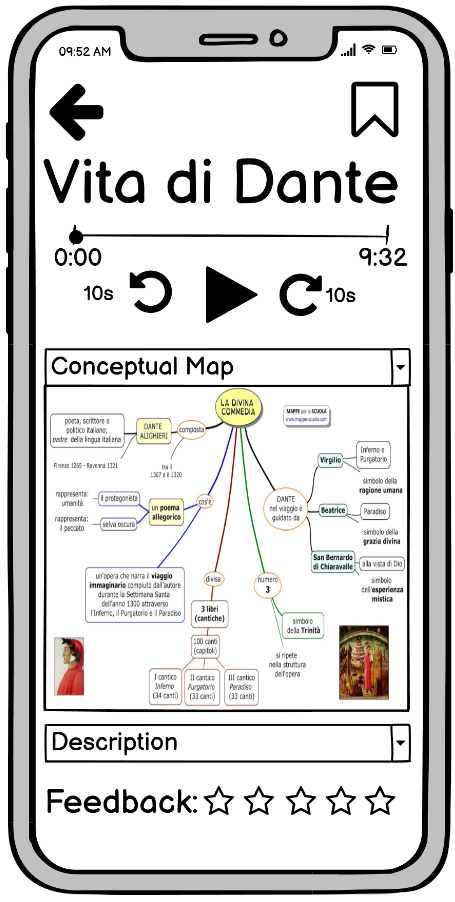 09:52 AM
Vita di Dante
0:00
9:32
10s
10s
Conceptual Map
LA DIVINA
COMMEDIA
MAPPE per la SCUOLA
www.mappe-scuola.com
poeta, scrittore e
politico italiano;
padre della lingua italiana
DANTE
ALIGHIERI
composta
Firenze 1265 - Ravenna 1321
tra il
1307 e il 1320
rappresenta:
umanità
il protagonista
rappresenta:
il peccato
selva oscura
un poema
allegorico
cos'è
un'opera che narra il viaggio
immaginario compiuto dall'autore
durante la Settimana Santa
dell'anno 1300 attraverso
l'Inferno, il Purgatorio e il Paradiso
divisa
3 libri
(cantiche)
100 canti
(capitoli)
I cantico
Inferno
(34 canti)
II cantico
Purgatorio
(33 canti)
III cantico
Paradiso
(33 canti)
numero
3
simbolo
della Trinità
si ripete
nella struttura
dell'opera
DANTE
nel viaggio è
guidato da
Virgilio
Inferno e
Purgatorio
simbolo della
ragione umana
Beatrice
Paradiso
simbolo della
grazia divina
San Bernardo
di Chiaravalle
alla vista di Dio
simbolo
dell'esperienza
mistica
Description
Feedback: